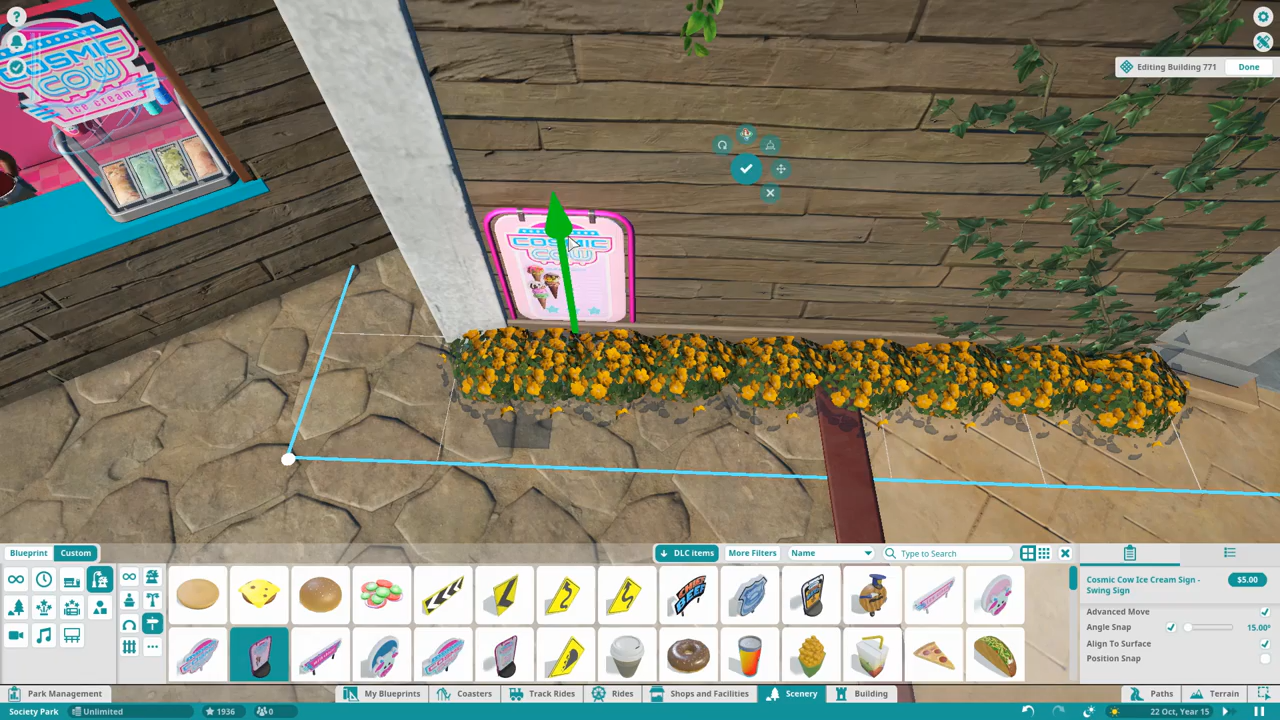 COSMIC
COW
ice cream
Editing Building 771
Done
COSMIC
COW
Blueprint
Custom
DLC items
More Filters
Name
Type to Search
Cosmic Cow Ice Cream Sign -
Swing Sign
$5.00
Advanced Move
Angle Snap
15.00°
Align To Surface
Position Snap
Park Management
My Blueprints
Coasters
Track Rides
Rides
Shops and Facilities
Scenery
Building
Paths
Terrain
Society Park
Unlimited
1936
0
22 Oct, Year 15